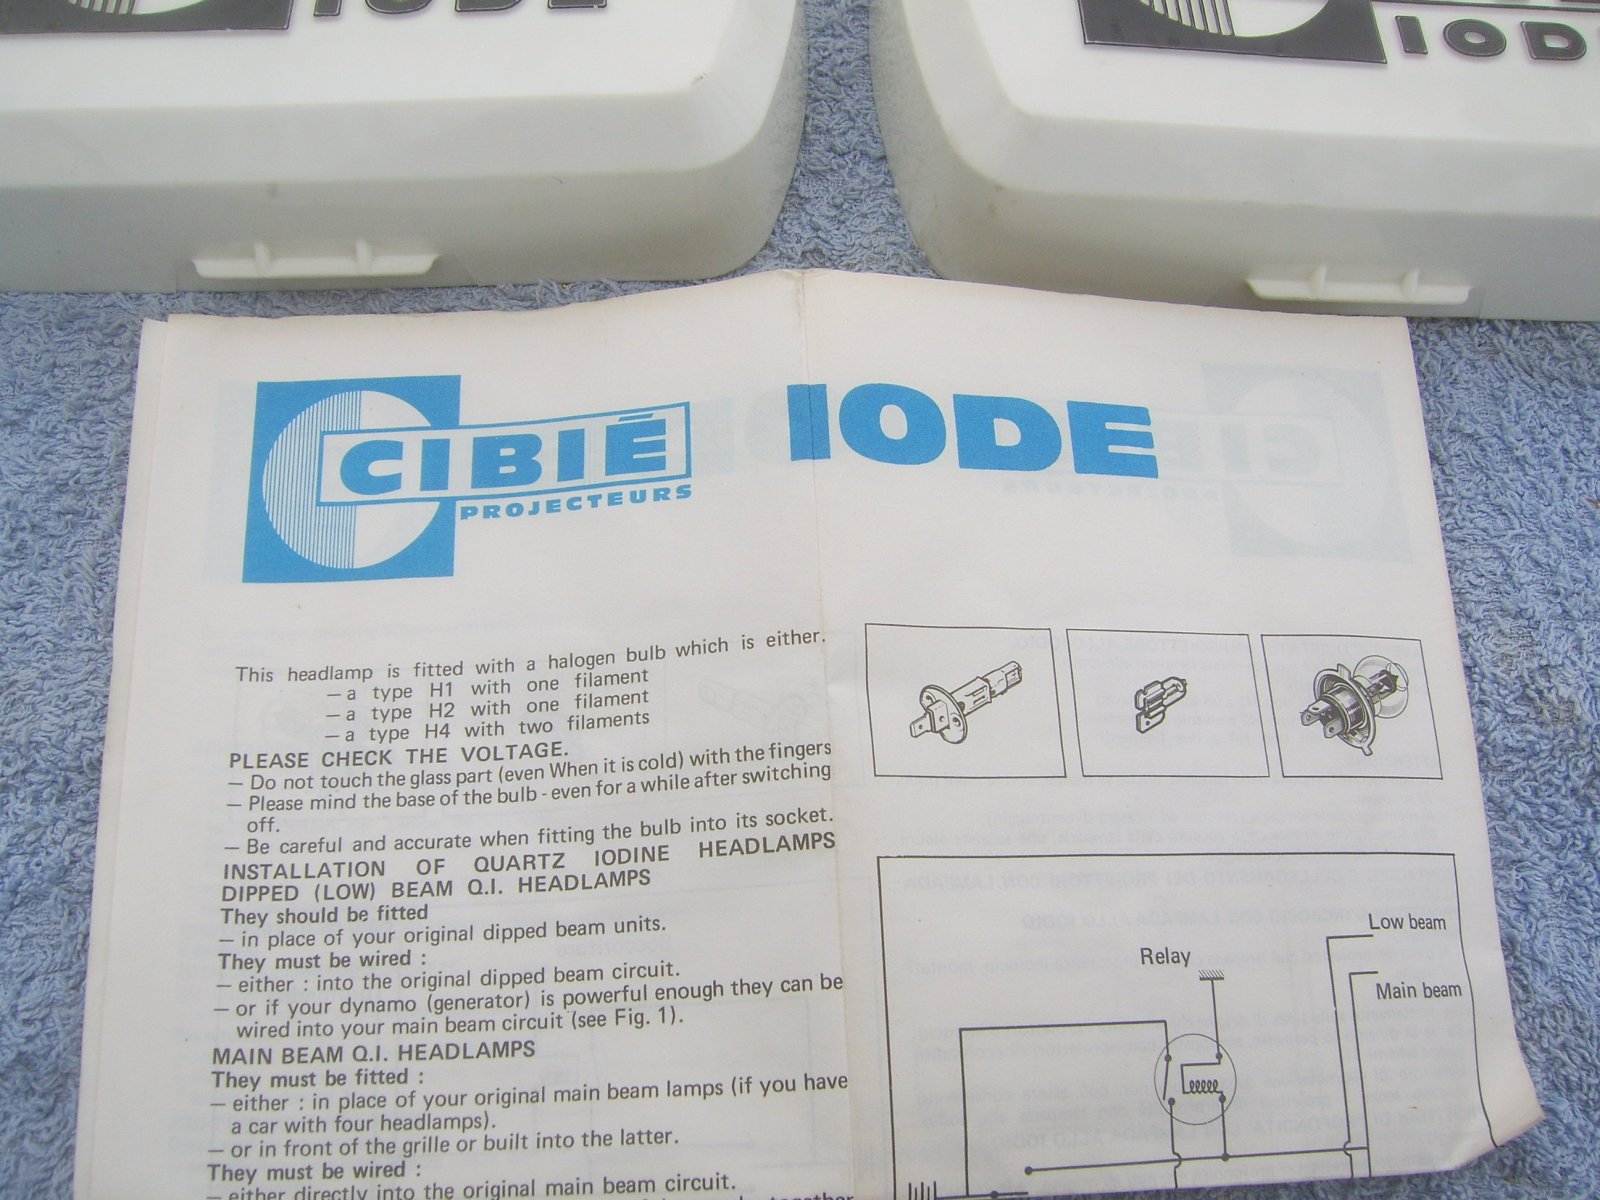 IODE
IOD
CIBIÉ
PROJECTEURS
IODE
This headlamp is fitted with a halogen bulb which is either.
— a type H1 with one filament
— a type H2 with one filament
— a type H4 with two filaments
PLEASE CHECK THE VOLTAGE.
— Do not touch the glass part (even When it is cold) with the fingers
— Please mind the base of the bulb - even for a while after switching
off.
— Be careful and accurate when fitting the bulb into its socket.
INSTALLATION OF QUARTZ IODINE HEADLAMPS
DIPPED (LOW) BEAM Q.I. HEADLAMPS
They should be fitted
— in place of your original dipped beam units.
They must be wired :
— either : into the original dipped beam circuit.
— or if your dynamo (generator) is powerful enough they can be
wired into your main beam circuit (see Fig. 1).
MAIN BEAM Q.I. HEADLAMPS
They must be fitted :
— either : in place of your original main beam lamps (if you have
a car with four headlamps).
— or in front of the grille or built into the latter.
They must be wired :
— either directly into the original main beam circuit.
together
Low beam
Relay
Main beam